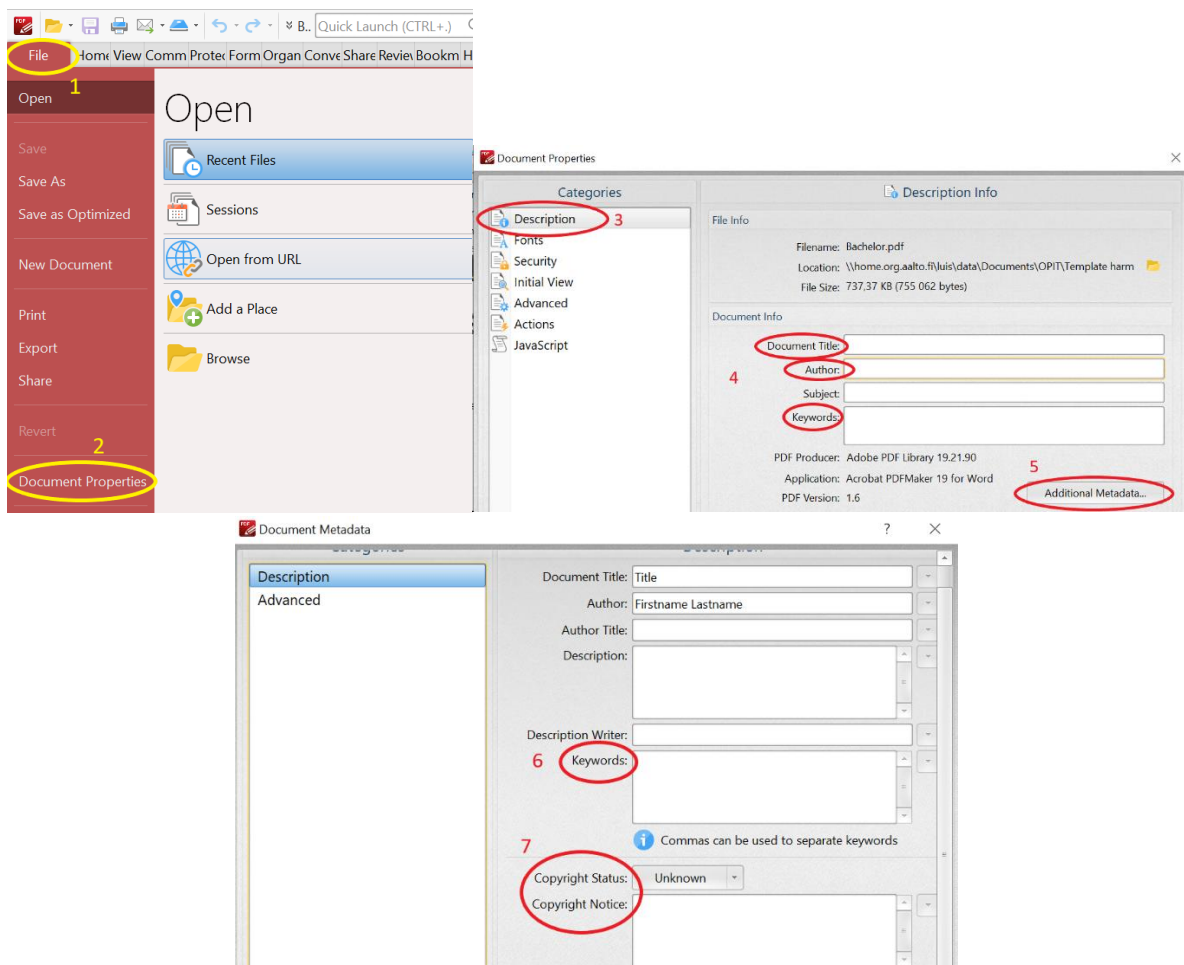 PDF
B.. Quick Launch (CTRL+.)
File Home View Comm Protec Form Organ Conve Share Review Bookm H
1
Open
Save
Save As
Save as Optimized
New Document
Print
Export
Share
Revert
2
Document Properties
Open
Recent Files
Sessions
Open from URL
Add a Place
Browse
Document Properties
Categories
Description 3
Fonts
Security
Initial View
Advanced
Actions
JavaScript
Description Info
File Info
Filename: Bachelor.pdf
Location: \\home.org.aalto.fi\luis\data\Documents\OPIT\Template harm
File Size: 737,37 KB (755 062 bytes)
Document Info
Document Title:
4 Author:
Subject:
Keywords:
PDF Producer: Adobe PDF Library 19.21.90
Application: Acrobat PDFMaker 19 for Word
PDF Version: 1.6
5
Additional Metadata...
Document Metadata ?
Categories Description
Description
Advanced
Document Title: Title
Author: Firstname Lastname
Author Title:
Description:
Description Writer:
6 Keywords:
Commas can be used to separate keywords
7
Copyright Status: Unknown
Copyright Notice: